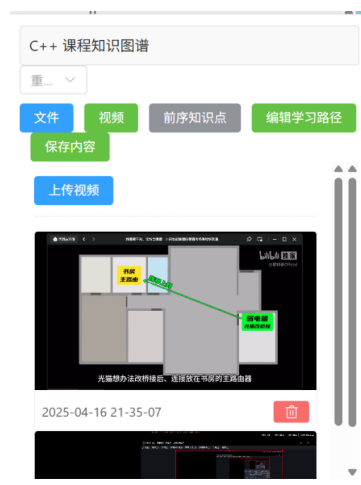 C++ 课程知识图谱
重...
文件 视频 前序知识点 编辑学习路径
保存内容
上传视频
bilibili
书房
主路由
弱电箱
光猫改桥接
光猫想办法改桥接后、连接放在书房的主路由器
2025-04-16 21-35-07